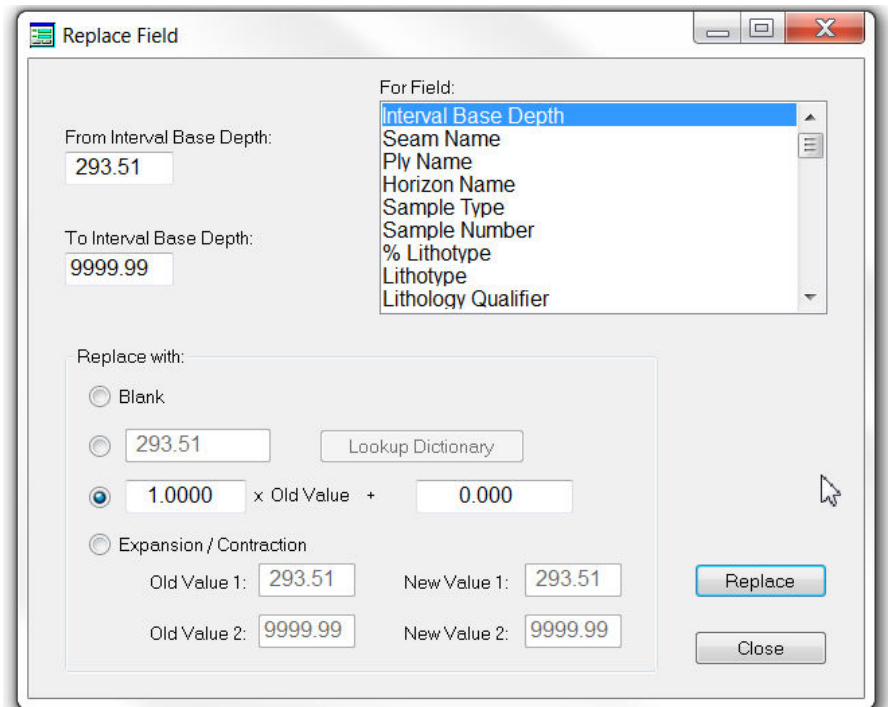 Replace Field
For Field:
Interval Base Depth
Seam Name
Ply Name
Horizon Name
Sample Type
Sample Number
% Lithotype
Lithotype
Lithology Qualifier
From Interval Base Depth:
293.51
To Interval Base Depth:
9999.99
Replace with:
Blank
293.51 Lookup Dictionary
1.0000 x Old Value + 0.000
Expansion / Contraction
Old Value 1: 293.51 New Value 1: 293.51
Old Value 2: 9999.99 New Value 2: 9999.99
Replace
Close